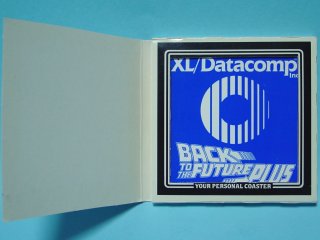 XL/Datacomp
Inc
BACK
TO THE FUTURE PLUS
YOUR PERSONAL COASTER